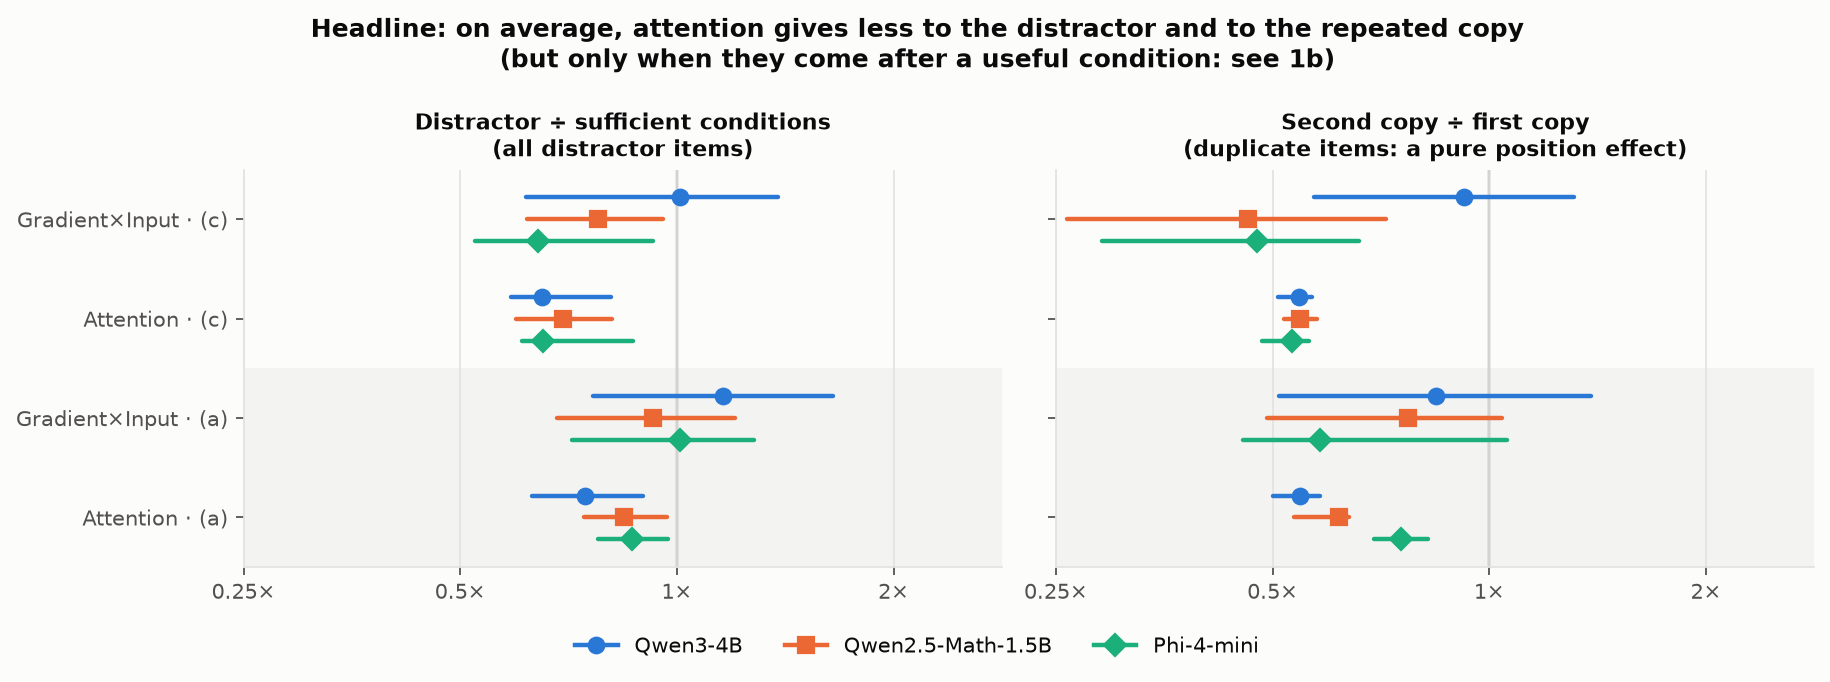 Headline: on average, attention gives less to the distractor and to the repeated copy
(but only when they come after a useful condition: see 1b)
Distractor ÷ sufficient conditions
(all distractor items)
Second copy ÷ first copy
(duplicate items: a pure position effect)
Gradient×Input · (c)
Attention · (c)
Gradient×Input · (a)
Attention · (a)
0.25×
0.5×
1×
2×
0.25×
0.5×
1×
2×
Qwen3-4B
Qwen2.5-Math-1.5B
Phi-4-mini